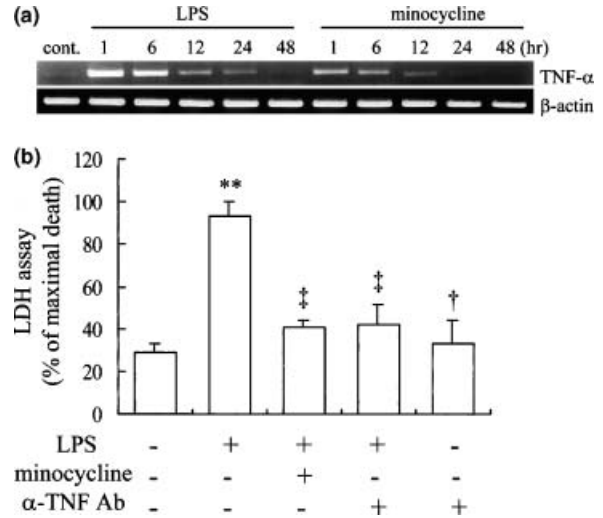 (a) LPS minocycline
cont. 1 6 12 24 48 1 6 12 24 48 (hr)
TNF-α
β-actin
(b)
LDH assay
(% of maximal death)
120
100
80
60
40
20
0
** ‡ ‡ †
LPS - + + + -
minocycline - - + - -
α-TNF Ab - - - + +